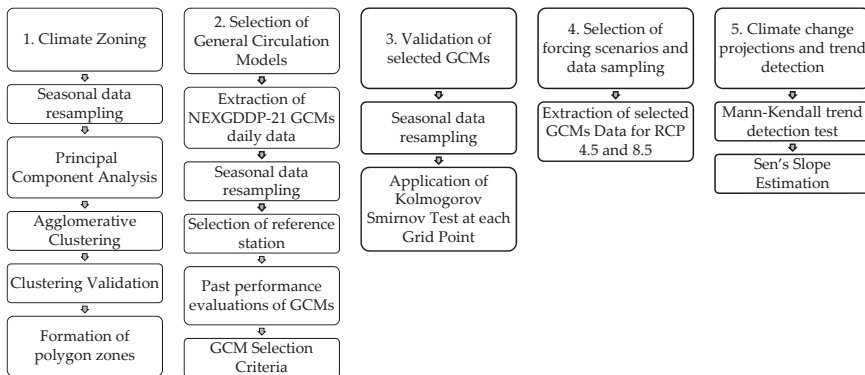 1. Climate Zoning
Seasonal data
resampling
Principal
Component Analysis
Agglomerative
Clustering
Clustering Validation
Formation of
polygon zones
2. Selection of
General Circulation
Models
Extraction of
NEXGDDP-21 GCMs
daily data
Seasonal data
resampling
Selection of reference
station
Past performance
evaluations of GCMs
GCM Selection
Criteria
3. Validation of
selected GCMs
Seasonal data
resampling
Application of
Kolmogorov
Smirnov Test at each
Grid Point
4. Selection of
forcing scenarios and
data sampling
Extraction of selected
GCMs Data for RCP
4.5 and 8.5
5. Climate change
projections and trend
detection
Mann-Kendall trend
detection test
Sen's Slope
Estimation